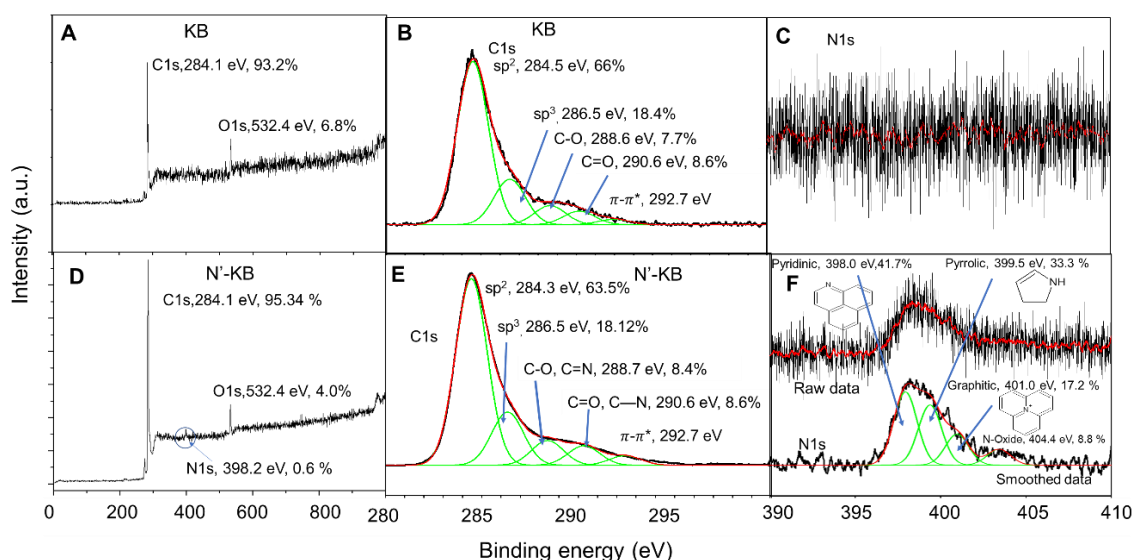 A
KB
C1s,284.1 eV, 93.2%
O1s,532.4 eV, 6.8%
B
KB
C1s
sp², 284.5 eV, 66%
sp³, 286.5 eV, 18.4%
C-O, 288.6 eV, 7.7%
C=O, 290.6 eV, 8.6%
π-π*, 292.7 eV
C
N1s
Intensity (a.u.)
D
N’-KB
C1s,284.1 eV, 95.34 %
O1s,532.4 eV, 4.0%
N1s, 398.2 eV, 0.6 %
E
N’-KB
sp², 284.3 eV, 63.5%
C1s
sp³, 286.5 eV, 18.12%
C-O, C=N, 288.7 eV, 8.4%
C=O, C—N, 290.6 eV, 8.6%
π-π*, 292.7 eV
Pyridinic, 398.0 eV,41.7%
Pyrrolic, 399.5 eV, 33.3 %
F
N
NH
Raw data
Graphitic, 401.0 eV, 17.2 %
N⁺
N-Oxide, 404.4 eV, 8.8 %
N1s
Smoothed data
0 200 400 600 800 280
285 290 295 390
395 400 405 410
Binding energy (eV)